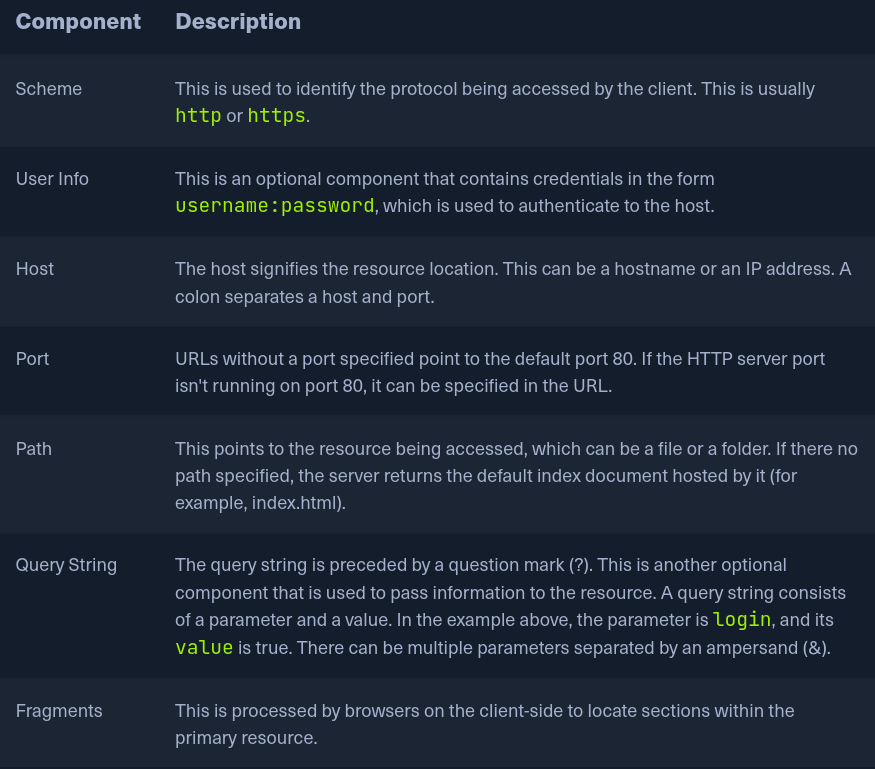 Component Description
Scheme This is used to identify the protocol being accessed by the client. This is usually
http or https.
User Info This is an optional component that contains credentials in the form
username:password, which is used to authenticate to the host.
Host The host signifies the resource location. This can be a hostname or an IP address. A
colon separates a host and port.
Port URLs without a port specified point to the default port 80. If the HTTP server port
isn't running on port 80, it can be specified in the URL.
Path This points to the resource being accessed, which can be a file or a folder. If there no
path specified, the server returns the default index document hosted by it (for
example, index.html).
Query String The query string is preceded by a question mark (?). This is another optional
component that is used to pass information to the resource. A query string consists
of a parameter and a value. In the example above, the parameter is login, and its
value is true. There can be multiple parameters separated by an ampersand (&).
Fragments This is processed by browsers on the client-side to locate sections within the
primary resource.